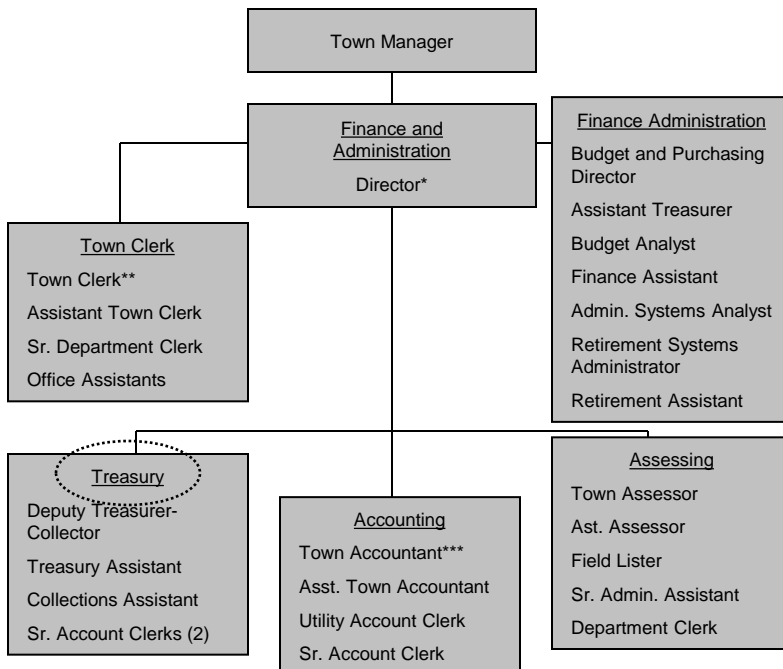 Town Manager
Finance and
Administration
Director*
Finance Administration
Budget and Purchasing
Director
Assistant Treasurer
Budget Analyst
Finance Assistant
Admin. Systems Analyst
Retirement Systems
Administrator
Retirement Assistant
Town Clerk
Town Clerk**
Assistant Town Clerk
Sr. Department Clerk
Office Assistants
Treasury
Deputy Treasurer-
Collector
Treasury Assistant
Collections Assistant
Sr. Account Clerks (2)
Accounting
Town Accountant***
Asst. Town Accountant
Utility Account Clerk
Sr. Account Clerk
Assessing
Town Assessor
Ast. Assessor
Field Lister
Sr. Admin. Assistant
Department Clerk